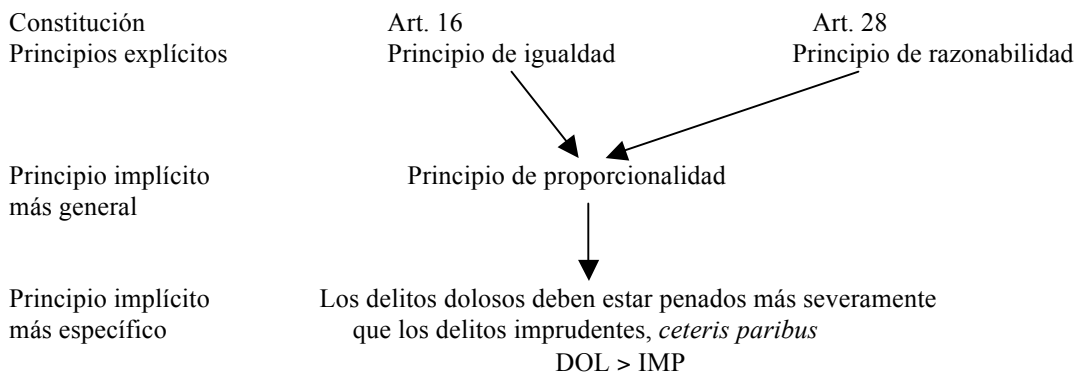 Constitución Art. 16 Art. 28
Principios explícitos Principio de igualdad Principio de razonabilidad
Principio implícito Principio de proporcionalidad
más general
Principio implícito Los delitos dolosos deben estar penados más severamente
más específico que los delitos imprudentes, ceteris paribus
DOL > IMP